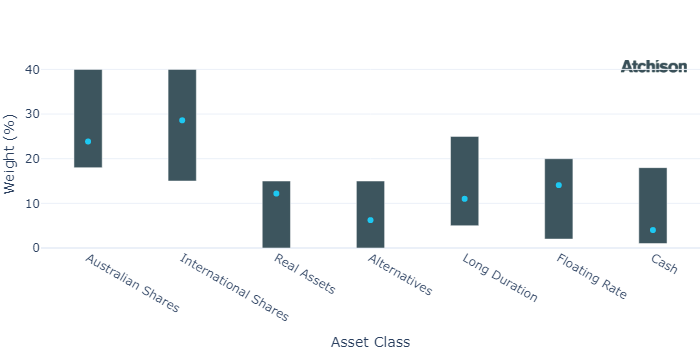 Atchison
Weight (%)
40
30
20
10
0
Australian Shares
International Shares
Real Assets
Alternatives
Long Duration
Floating Rate
Cash
Asset Class